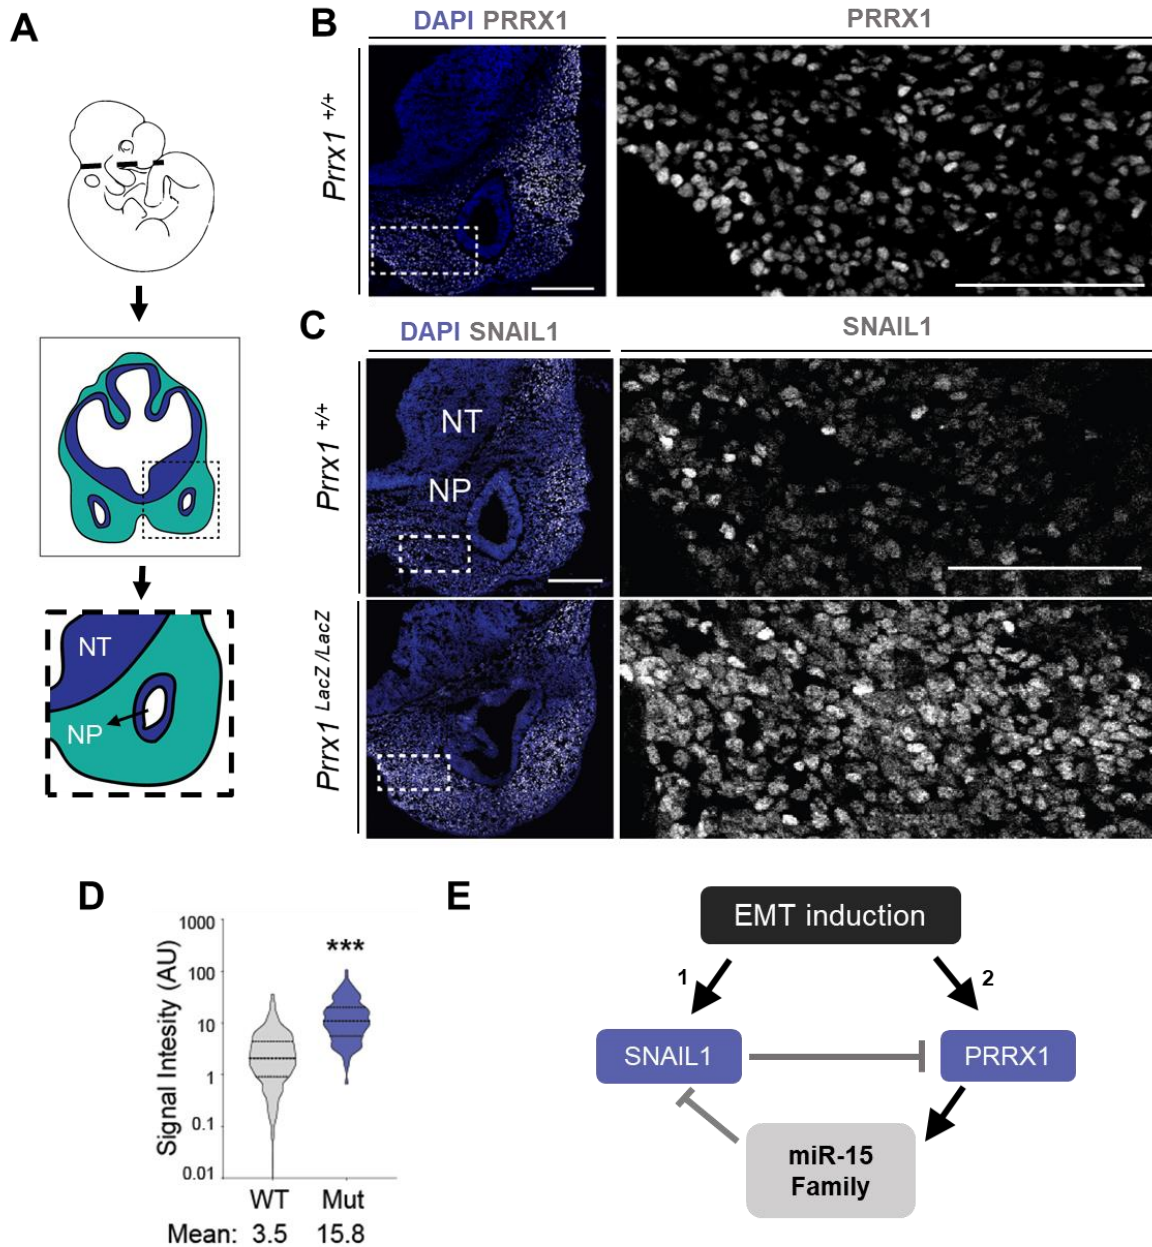 A
B
DAPI PRRX1
PRRX1
Prrx1 +/+
C
DAPI SNAIL1
SNAIL1
Prrx1 +/+
NT
NP
Prrx1 LacZ/LacZ
NT
NP
D
Signal Intesity (AU)
1000
100
10
1
0.1
0.01
***
WT Mut
Mean: 3.5 15.8
E
EMT induction
1
2
SNAIL1
PRRX1
miR-15
Family